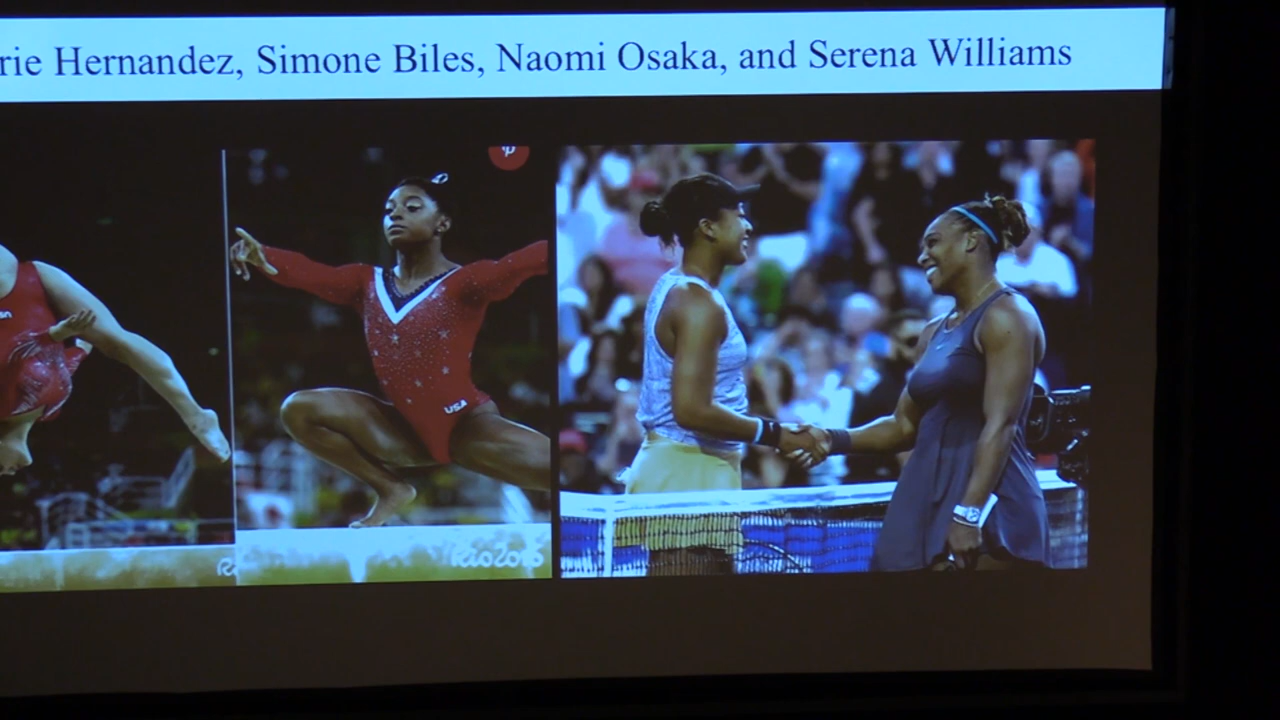 rie Hernandez, Simone Biles, Naomi Osaka, and Serena Williams
USA
Rio2016